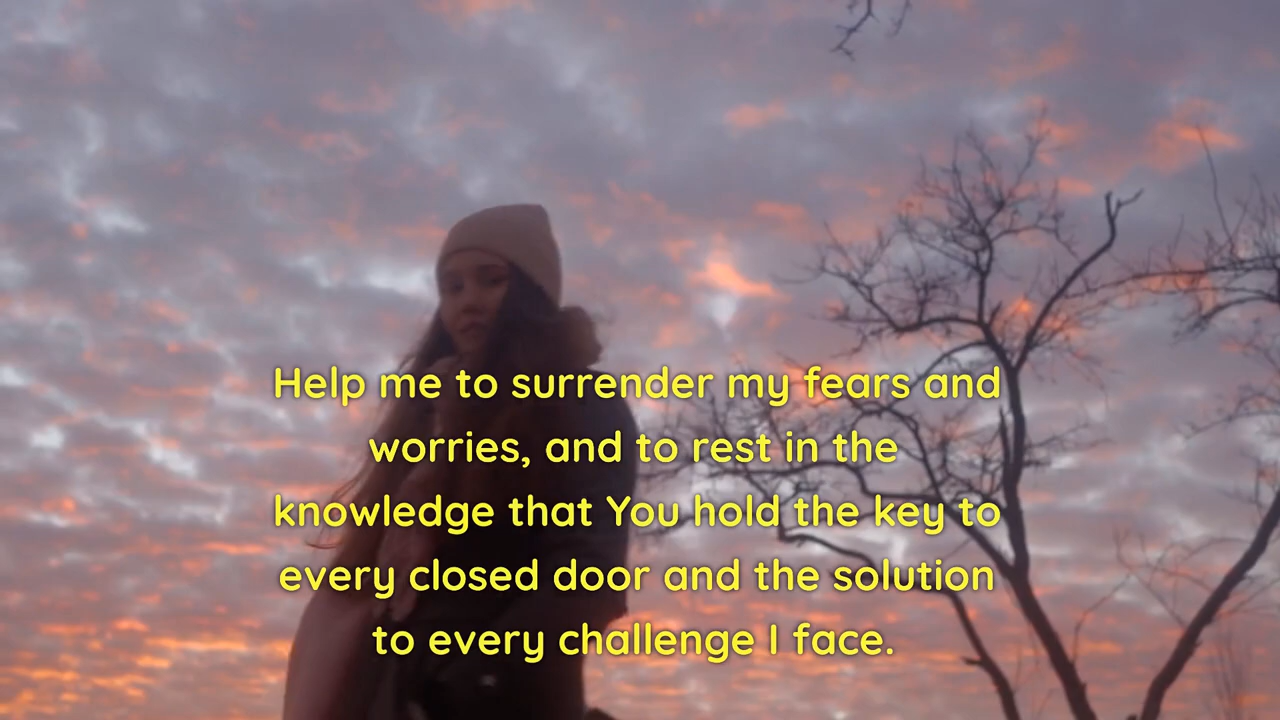 Help me to surrender my fears and
worries, and to rest in the
knowledge that You hold the key to
every closed door and the solution
to every challenge I face.